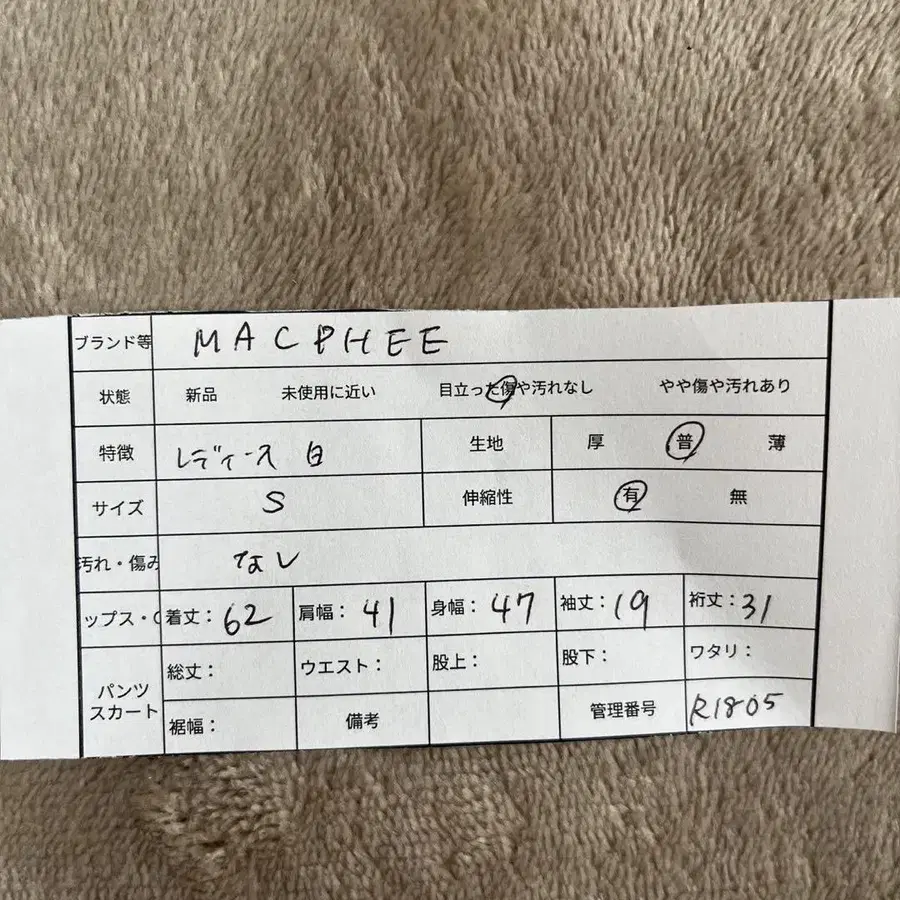 ブランド等 MACPHEE
状態 新品 未使用に近い 目立った傷や汚れなし やや傷や汚れあり
特徴 レディース 白 生地 厚 普 薄
サイズ S 伸縮性 有 無
汚れ・傷み なし
ップス・O 着丈：62 肩幅：41 身幅：47 袖丈：19 裄丈：31
パンツ
スカート
総丈： ウエスト： 股上： 股下： ワタリ：
裾幅： 備考 管理番号 R1805